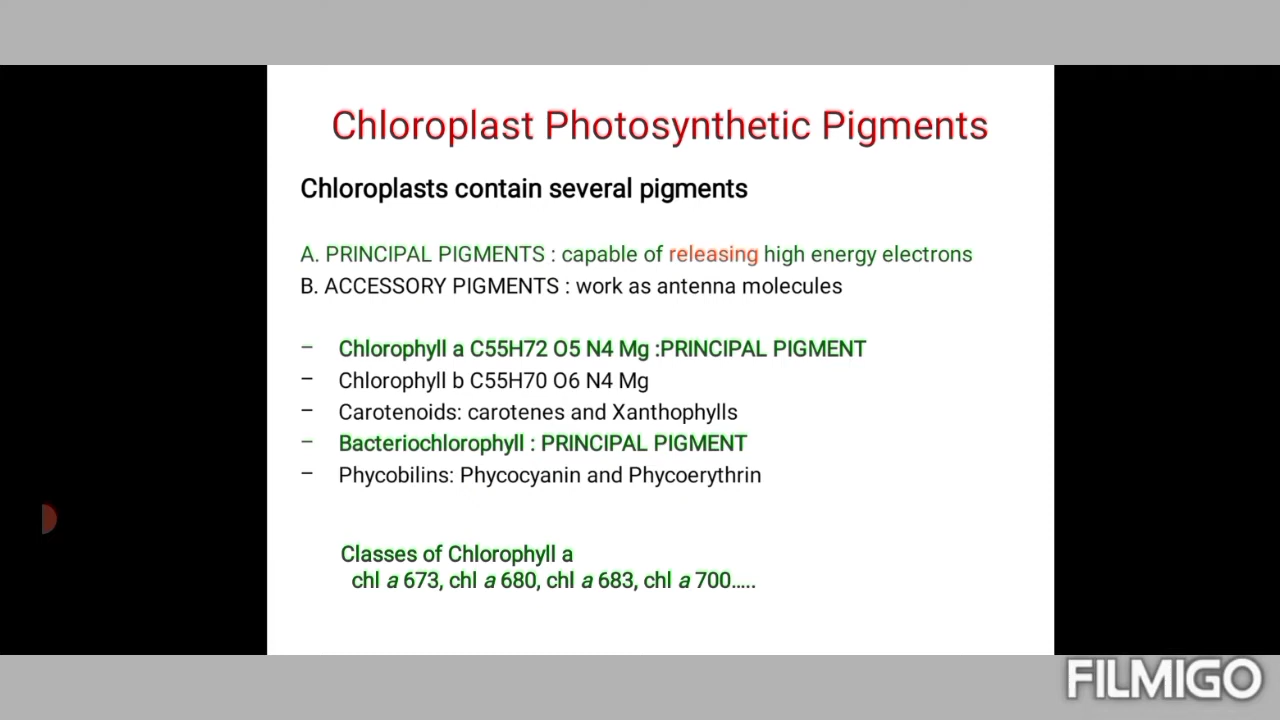 Chloroplast Photosynthetic Pigments
Chloroplasts contain several pigments
A. PRINCIPAL PIGMENTS : capable of releasing high energy electrons
B. ACCESSORY PIGMENTS : work as antenna molecules
– Chlorophyll a C55H72 O5 N4 Mg :PRINCIPAL PIGMENT
– Chlorophyll b C55H70 O6 N4 Mg
– Carotenoids: carotenes and Xanthophylls
– Bacteriochlorophyll : PRINCIPAL PIGMENT
– Phycobilins: Phycocyanin and Phycoerythrin
Classes of Chlorophyll a
chl a 673, chl a 680, chl a 683, chl a 700.....
FILMIGO